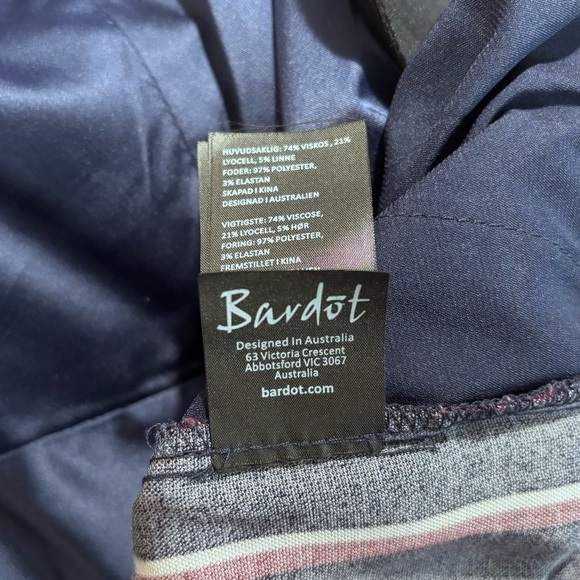 HUVUDSAKLIG: 74% VISKOS , 21%
LYOCELL, 5% LINNE
FODER: 97% POLYESTER,
3% ELASTAN
SKAPAD I KINA
DESIGNAD I AUSTRALIEN
VIGTIGSTE: 74% VISCOSE,
21% LYOCELL, 5% HØR
FORING: 97% POLYESTER,
3% ELASTAN
FREMSTILLET I KINA
Bardōt
Designed In Australia
63 Victoria Crescent
Abbotsford VIC 3067
Australia
bardot.com